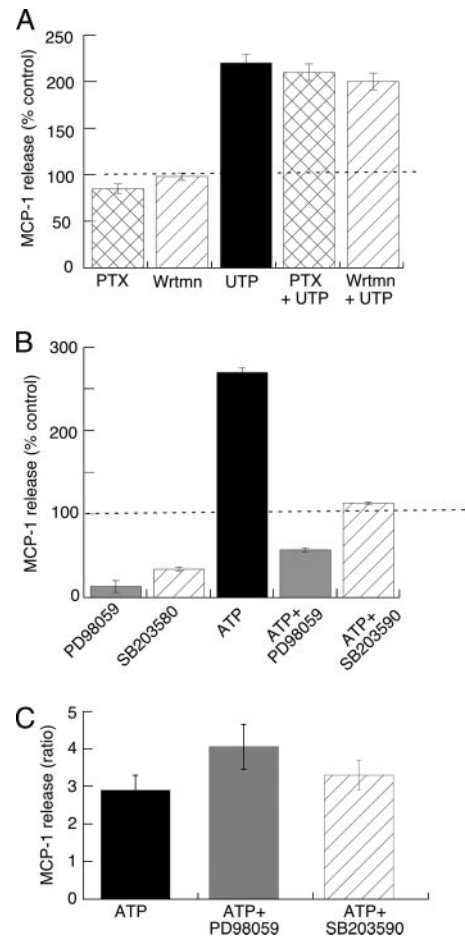 A
MCP-1 release (% control)
200
150
100
50
0
PTX
Wrtmn
UTP
PTX
+ UTP
Wrtmn
+ UTP
B
MCP-1 release (% control)
300
200
100
0
PD98059
SB203580
ATP
ATP+
PD98059
ATP+
SB203590
C
MCP-1 release (ratio)
5
4
3
2
1
0
ATP
ATP+
PD98059
ATP+
SB203590